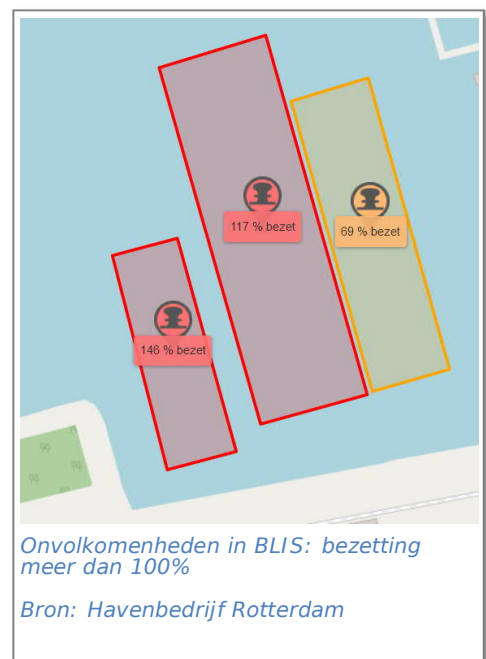 117 % bezet
69 % bezet
146 % bezet
Onvolkomenheden in BLIS: bezetting
meer dan 100%
Bron: Havenbedrijf Rotterdam